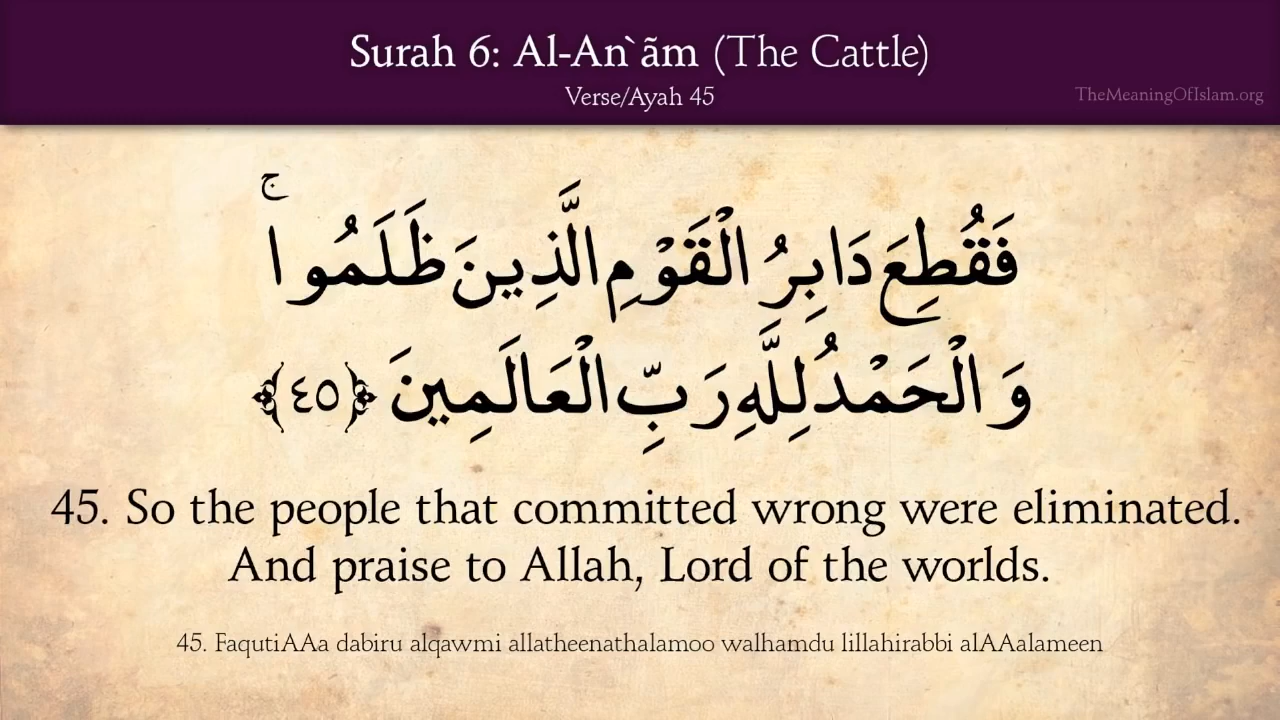 Surah 6: Al-An`ãm (The Cattle)
Verse/Ayah 45
TheMeaningOfIslam.org
فَقُطِعَ دَابِرُ الْقَوْمِ الَّذِينَ ظَلَمُوا ۚ
وَالْحَمْدُ لِلَّهِ رَبِّ الْعَالَمِينَ ﴿٤٥﴾
45. So the people that committed wrong were eliminated.
And praise to Allah, Lord of the worlds.
45. FaqutiAAa dabiru alqawmi allatheenathalamoo walhamdu lillahirabbi alAAalameen